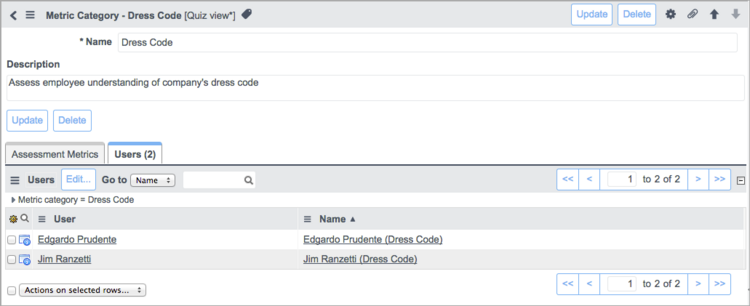 Metric Category - Dress Code [Quiz view*] Update Delete
* Name Dress Code
Description
Assess employee understanding of company's dress code
Update Delete
Assessment Metrics Users (2)
Users Edit... Go to Name << < 1 to 2 of 2 > >>
Metric category = Dress Code
User Name
Edgardo Prudente Edgardo Prudente (Dress Code)
Jim Ranzetti Jim Ranzetti (Dress Code)
Actions on selected rows... << < 1 to 2 of 2 > >>